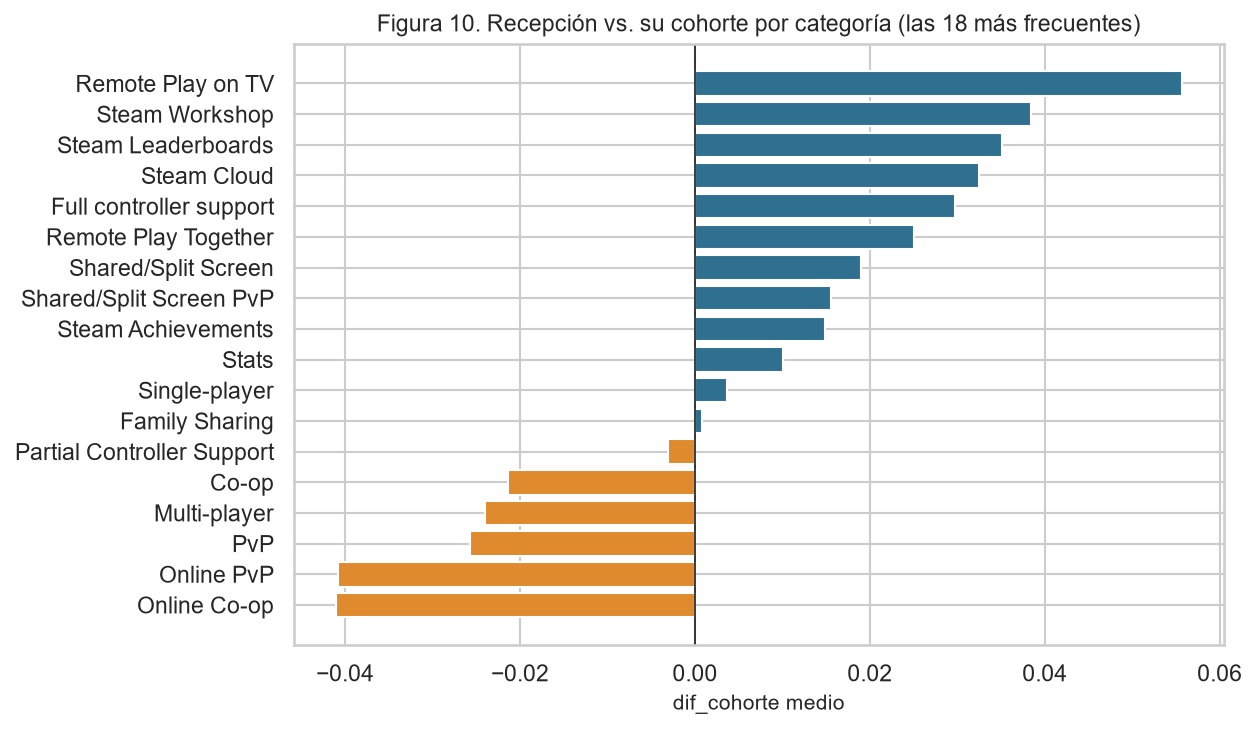 Figura 10. Recepción vs. su cohorte por categoría (las 18 más frecuentes)
Remote Play on TV
Steam Workshop
Steam Leaderboards
Steam Cloud
Full controller support
Remote Play Together
Shared/Split Screen
Shared/Split Screen PvP
Steam Achievements
Stats
Single-player
Family Sharing
Partial Controller Support
Co-op
Multi-player
PvP
Online PvP
Online Co-op
−0.04 −0.02 0.00 0.02 0.04 0.06
dif_cohorte medio